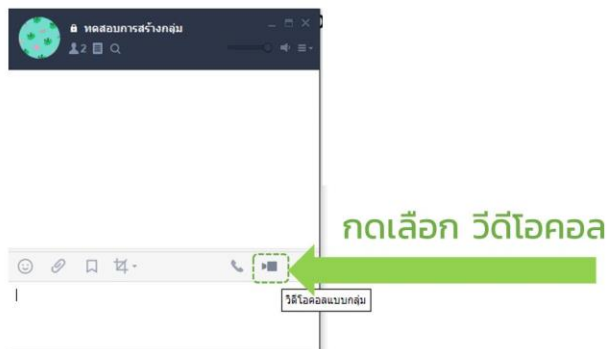 ทดสอบการสร้างกลุ่ม
2
กดเลือก วีดีโอคอล
วิดีโอคอลแบบกลุ่ม